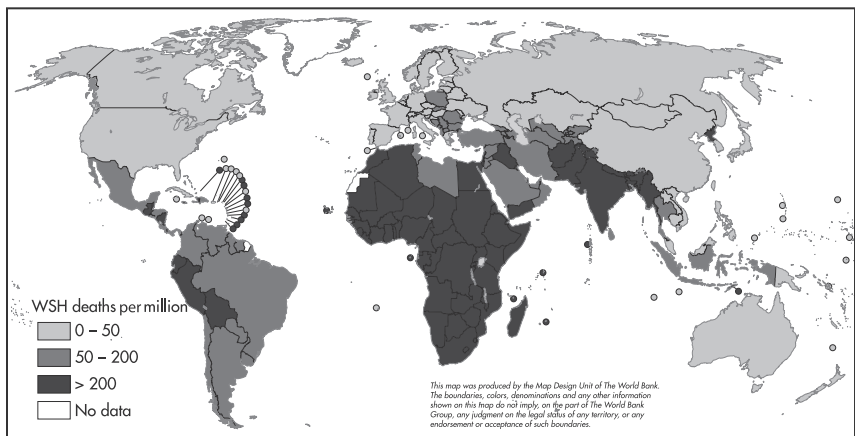 WSH deaths per million
0 – 50
50 – 200
> 200
No data
This map was produced by the Map Design Unit of The World Bank.
The boundaries, colors, denominations and any other information
shown on this map do not imply, on the part of The World Bank
Group, any judgment on the legal status of any territory, or any
endorsement or acceptance of such boundaries.